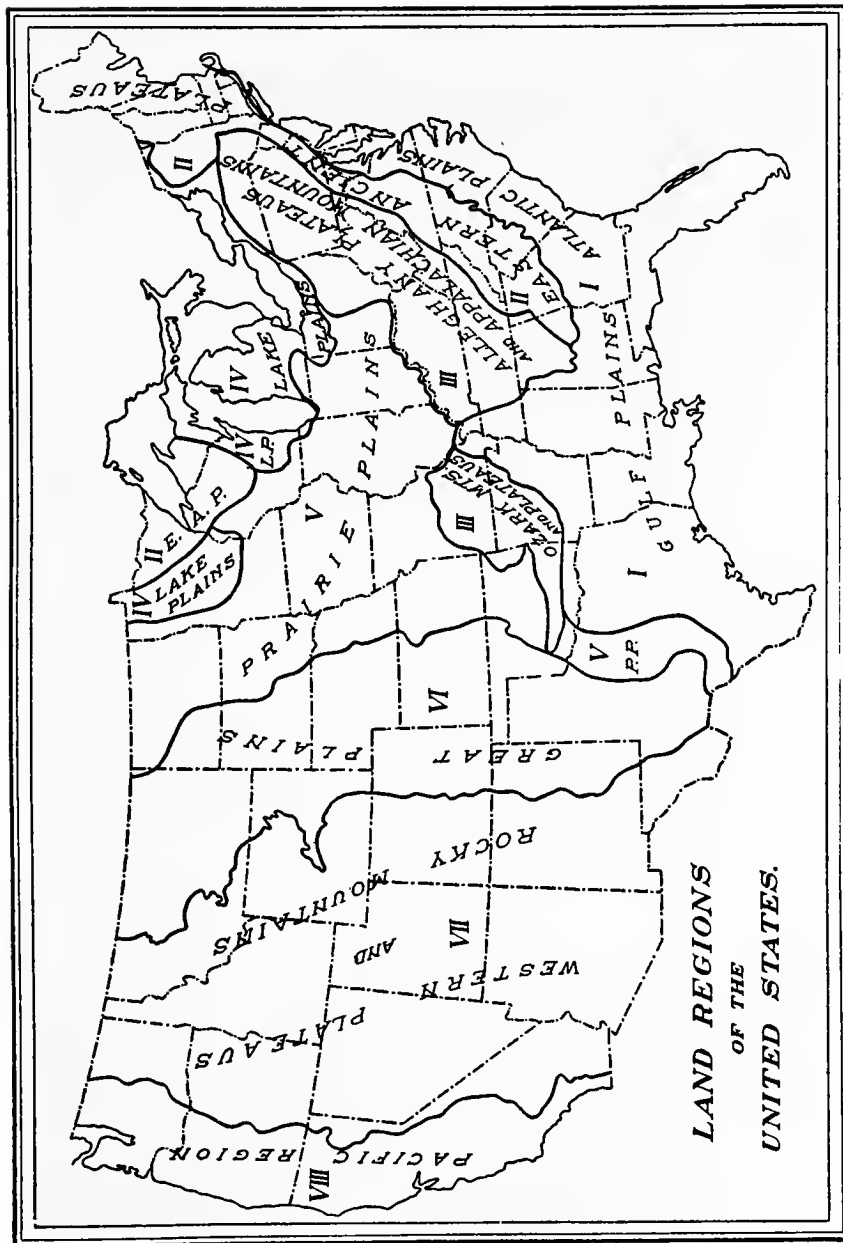 LAND REGIONS
OF THE
UNITED STATES.
VIII
PACIFIC REGION
VII
WESTERN PLATEAUS
AND
ROCKY MOUNTAINS
VI
GREAT PLAINS
V
PRAIRIE PLAINS
V
P.P.
IV
LAKE
PLAINS
II
E. A. P.
IV
L.P.
IV
LAKE
PLAINS
III
OZARK MTS.
AND PLATEAUS
III
ALLEGHANY PLATEAUS
AND APPALACHIAN MOUNTAINS
II
EASTERN ANCIENT PLATEAUS
II
I
ATLANTIC PLAINS
I
GULF PLAINS